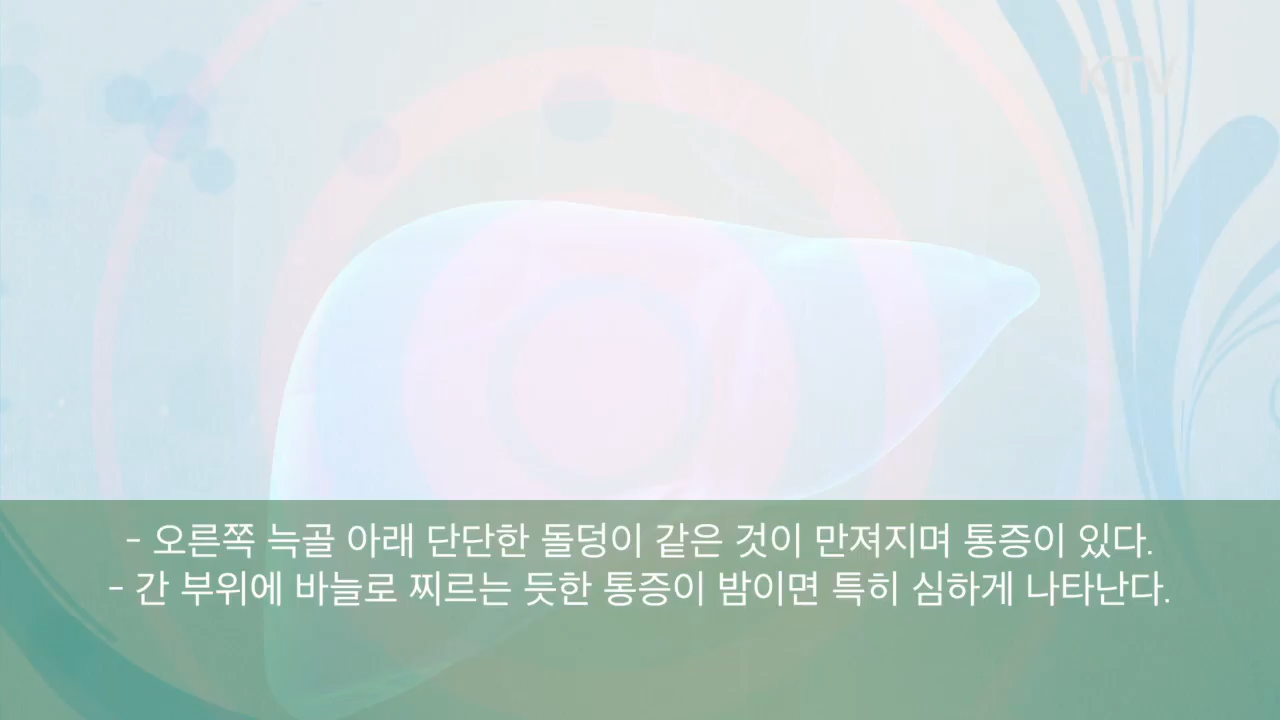 KTV
- 오른쪽 늑골 아래 단단한 돌덩이 같은 것이 만져지며 통증이 있다.
- 간 부위에 바늘로 찌르는 듯한 통증이 밤이면 특히 심하게 나타난다.